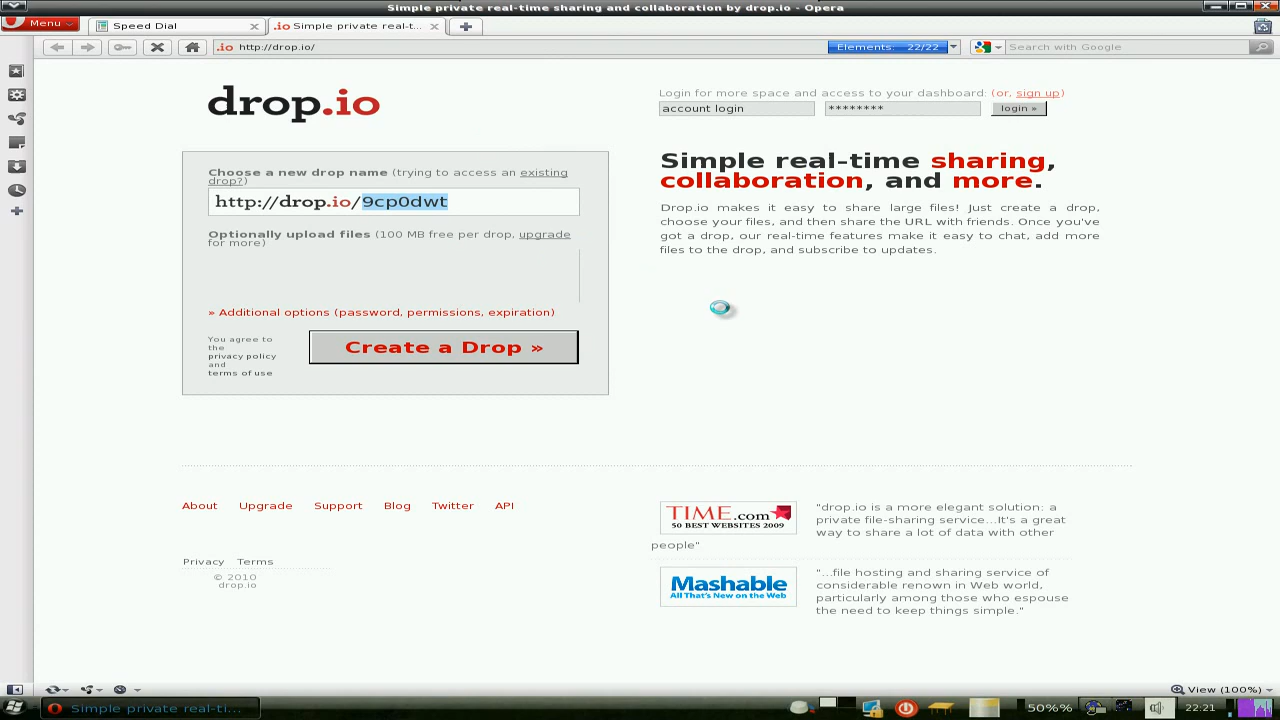 Simple private real-time sharing and collaboration by drop.io - Opera
Menu
Speed Dial
.io Simple private real-t...
.io http://drop.io/
Elements: 22/22
Search with Google
drop.io
Login for more space and access to your dashboard: (or, sign up)
account login
********
login »
Choose a new drop name (trying to access an existing
drop?)
http://drop.io/9cp0dwt
Optionally upload files (100 MB free per drop, upgrade
for more)
» Additional options (password, permissions, expiration)
You agree to
the
privacy policy
and
terms of use
Create a Drop »
Simple real-time sharing,
collaboration, and more.
Drop.io makes it easy to share large files! Just create a drop,
choose your files, and then share the URL with friends. Once you've
got a drop, our real-time features make it easy to chat, add more
files to the drop, and subscribe to updates.
About Upgrade Support Blog Twitter API
Privacy Terms
© 2010
drop.io
TIME.com
50 BEST WEBSITES 2009
"drop.io is a more elegant solution: a
private file-sharing service...It's a great
way to share a lot of data with other
people"
Mashable
All That's New on the Web
"...file hosting and sharing service of
considerable renown in Web world,
particularly among those who espouse
the need to keep things simple."
View (100%)
Simple private real-ti...
50%%
22:21